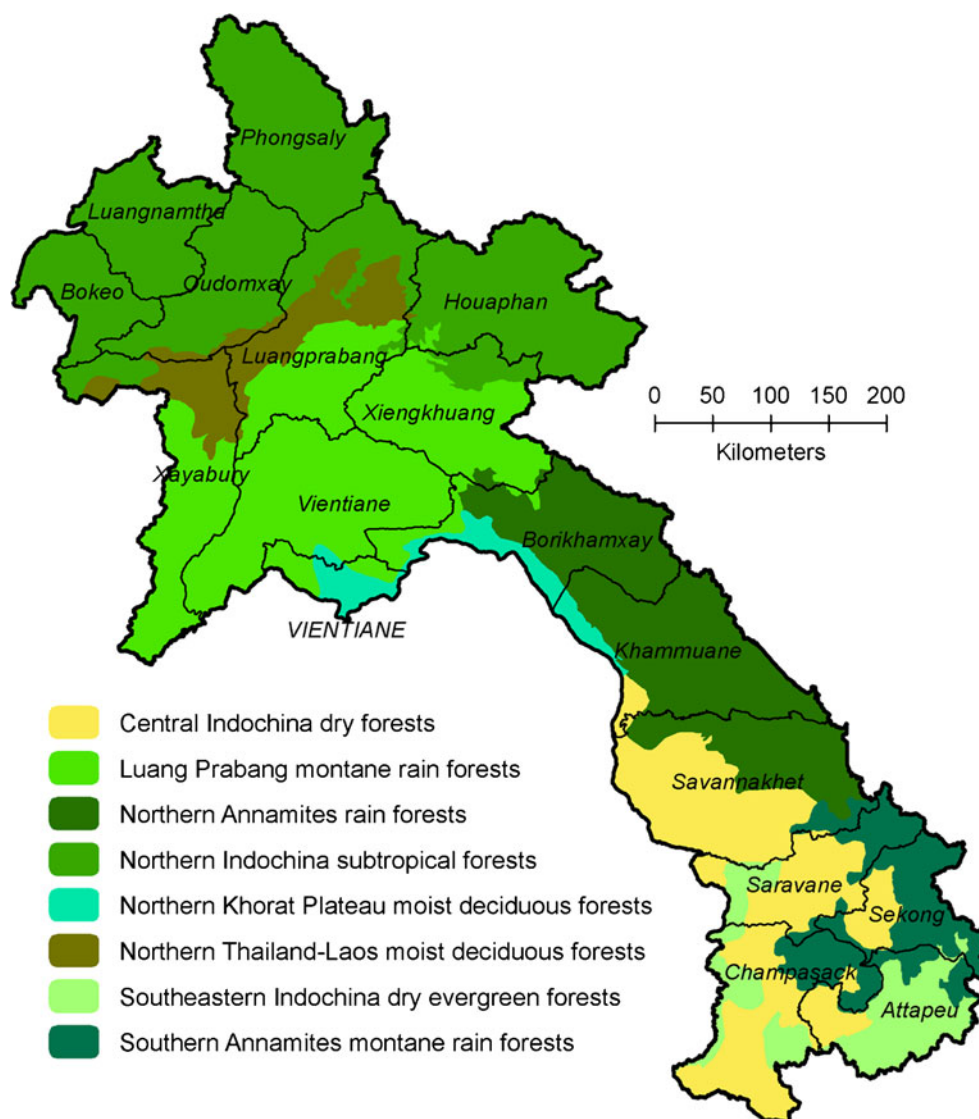 Phongsaly
Luangnamtha
Oudomxay
Bokeo
Houaphan
Luangprabang
Xiengkhuang
0 50 100 150 200
Kilometers
Xayabury
Vientiane
Borikhamxay
VIENTIANE
Khammuane
Central Indochina dry forests
Luang Prabang montane rain forests
Savannakhet
Northern Annamites rain forests
Northern Indochina subtropical forests
Saravane
Northern Khorat Plateau moist deciduous forests
Sekong
Northern Thailand-Laos moist deciduous forests
Champasack
Southeastern Indochina dry evergreen forests
Attapeu
Southern Annamites montane rain forests